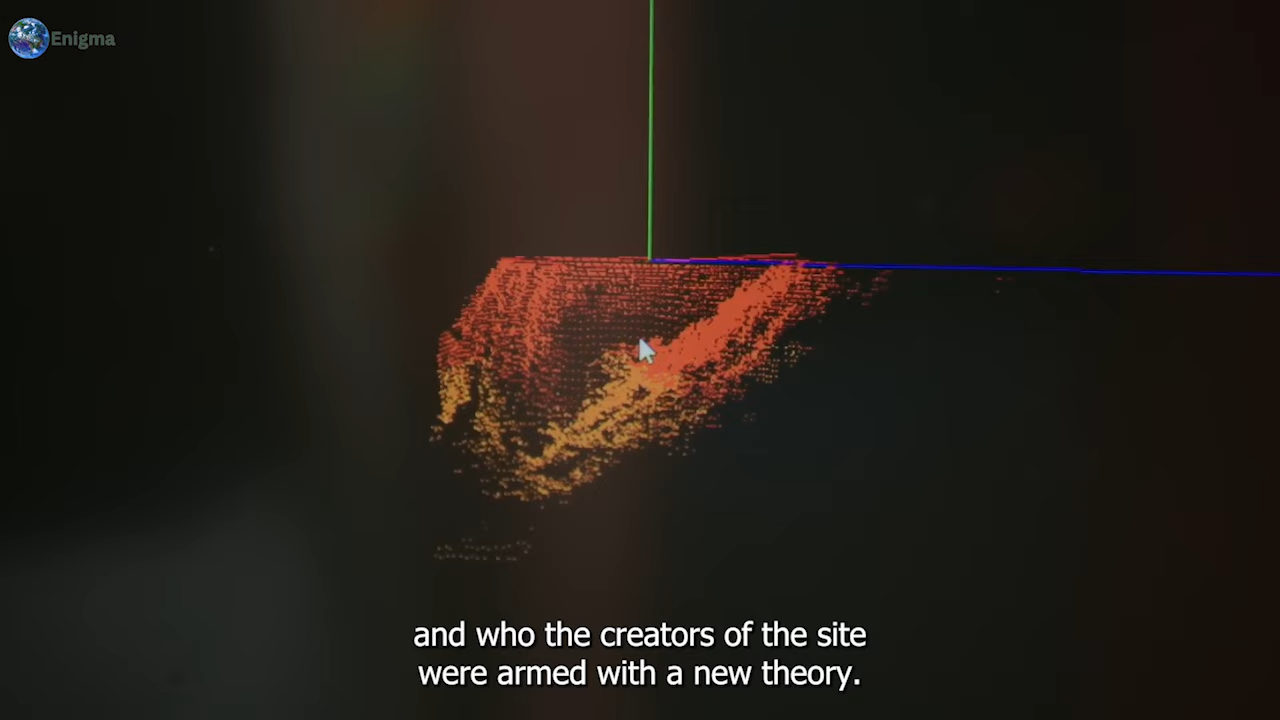 Enigma
and who the creators of the site
were armed with a new theory.